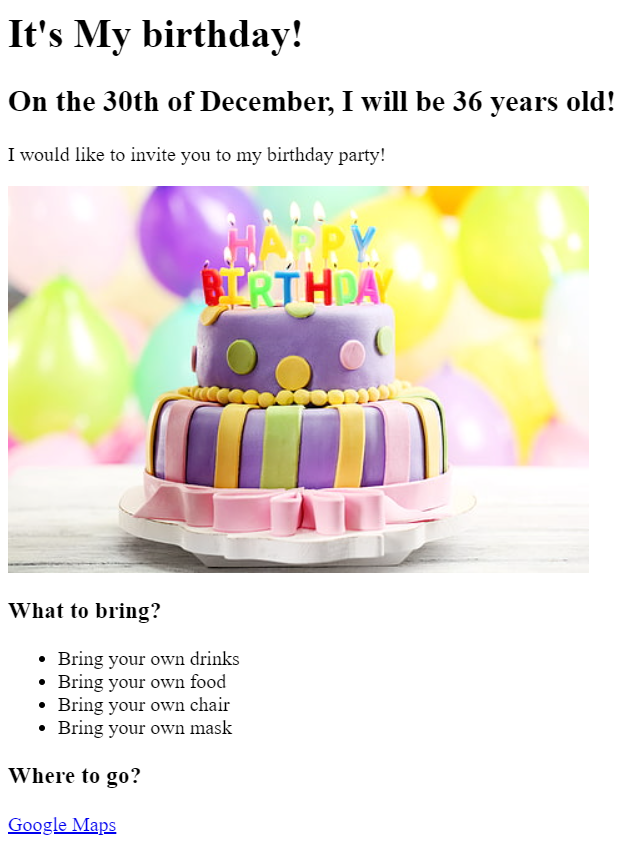 It's My birthday!
On the 30th of December, I will be 36 years old!
I would like to invite you to my birthday party!
HAPPY
BIRTHDAY
What to bring?
Bring your own drinks
Bring your own food
Bring your own chair
Bring your own mask
Where to go?
Google Maps